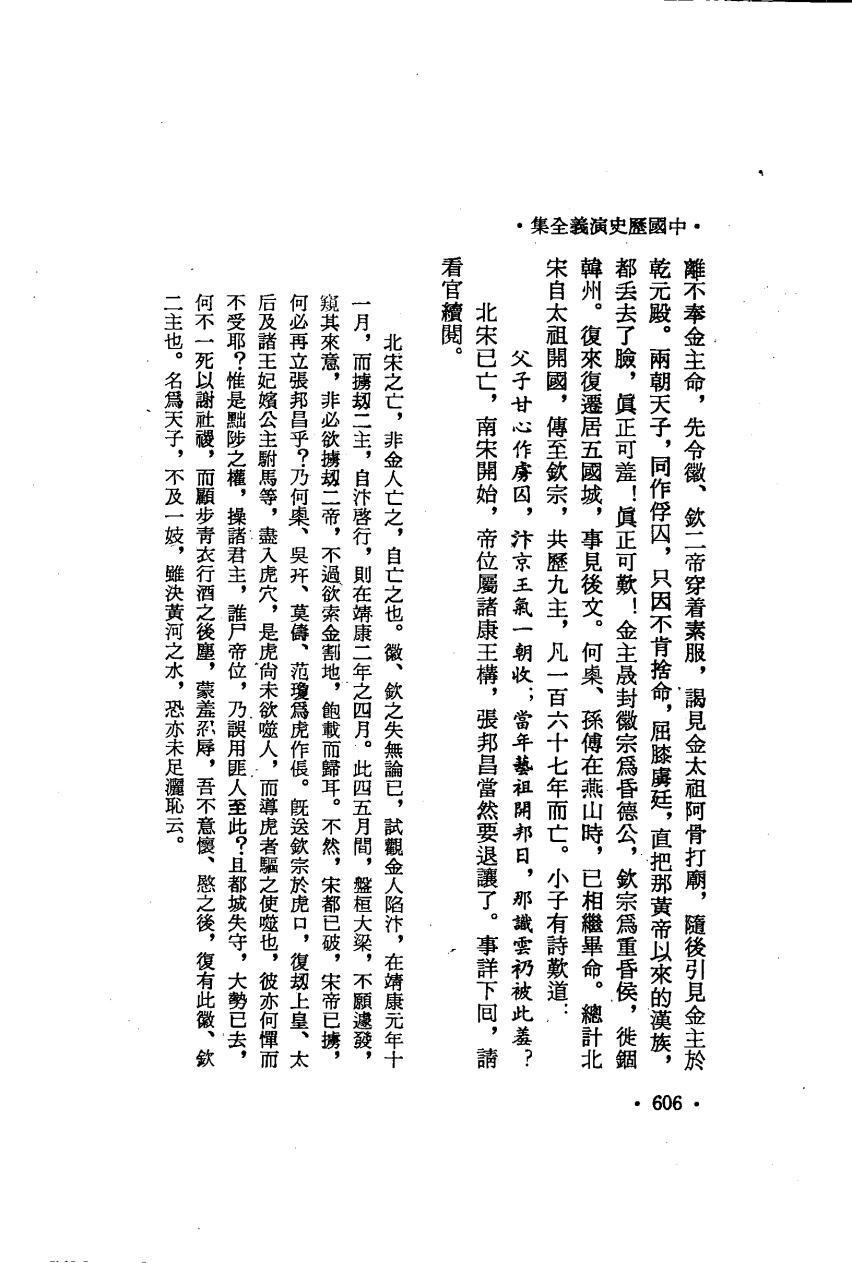 ·中國歷史演義全集·
離不奉金主命，先令徽、欽二帝穿着素服，謁見金太祖阿骨打廟，隨後引見金主於
乾元殿。兩朝天子，同作俘囚，只因不肯捨命，屈膝虜廷，直把那黃帝以來的漢族，
都丢去了臉，眞正可羞！眞正可歎！金主晟封徽宗爲昏德公，欽宗爲重昏侯，徙錮
韓州。復來復遷居五國城，事見後文。何㮚、孫傅在燕山時，已相繼畢命。總計北
宋自太祖開國，傳至欽宗，共歷九主，凡一百六十七年而亡。小子有詩歎道：
父子甘心作虜囚，汴京王氣一朝收；當年藝祖開邦日，那識雲礽被此羞？
北宋已亡，南宋開始，帝位屬諸康王構，張邦昌當然要退讓了。事詳下囘，請
看官續閱。
北宋之亡，非金人亡之，自亡之也。徽、欽之失無論已，試觀金人陷汴，在靖康元年十
一月，而擄刼二主，自汴啓行，則在靖康二年之四月。此四五月間，盤桓大梁，不願遽發，
窺其來意，非必欲擄刼二帝，不過欲索金割地，飽載而歸耳。不然，宋都已破，宋帝已擄，
何必再立張邦昌乎？乃何㮚、吳幵、莫儔、范瓊爲虎作倀。旣送欽宗於虎口，復刼上皇、太
后及諸王妃嬪公主駙馬等，盡入虎穴，是虎尙未欲噬人，而導虎者驅之使噬也，彼亦何憚而
不受耶？惟是黜陟之權，操諸君主，誰尸帝位，乃誤用匪人至此？且都城失守，大勢已去，
何不一死以謝社稷，而顧步青衣行酒之後塵，蒙羞忍辱，吾不意懷、愍之後，復有此徽、欽
二主也。名爲天子，不及一妓，雖決黃河之水，恐亦未足灑恥云。
·606·